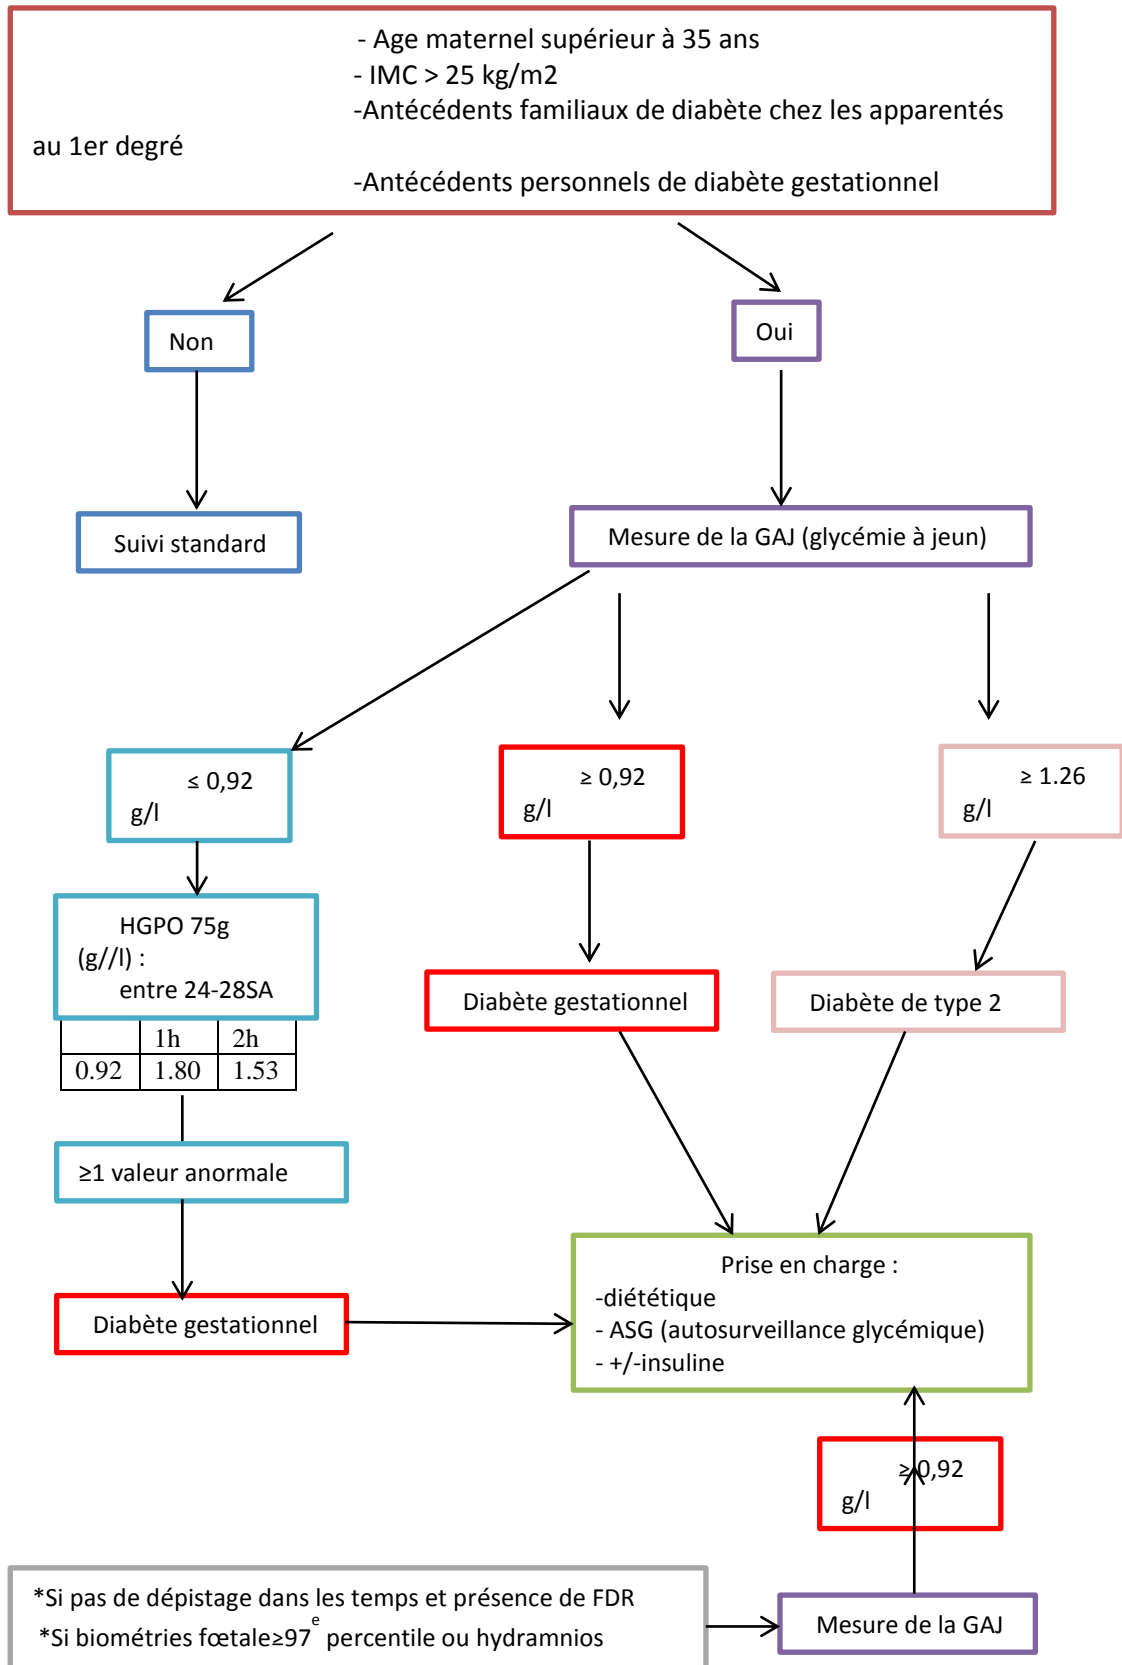 - Age maternel supérieur à 35 ans
- IMC > 25 kg/m2
-Antécédents familiaux de diabète chez les apparentés
au 1er degré
-Antécédents personnels de diabète gestationnel
Non
Oui
Suivi standard
Mesure de la GAJ (glycémie à jeun)
≤ 0,92
g/l
≥ 0,92
g/l
≥ 1.26
g/l
HGPO 75g
(g//l) :
entre 24-28SA
1h 2h
0.92 1.80 1.53
Diabète gestationnel
Diabète de type 2
≥1 valeur anormale
Diabète gestationnel
Prise en charge :
-diététique
- ASG (autosurveillance glycémique)
- +/-insuline
≥ 0,92
g/l
*Si pas de dépistage dans les temps et présence de FDR
*Si biométries fœtale≥97e percentile ou hydramnios
Mesure de la GAJ